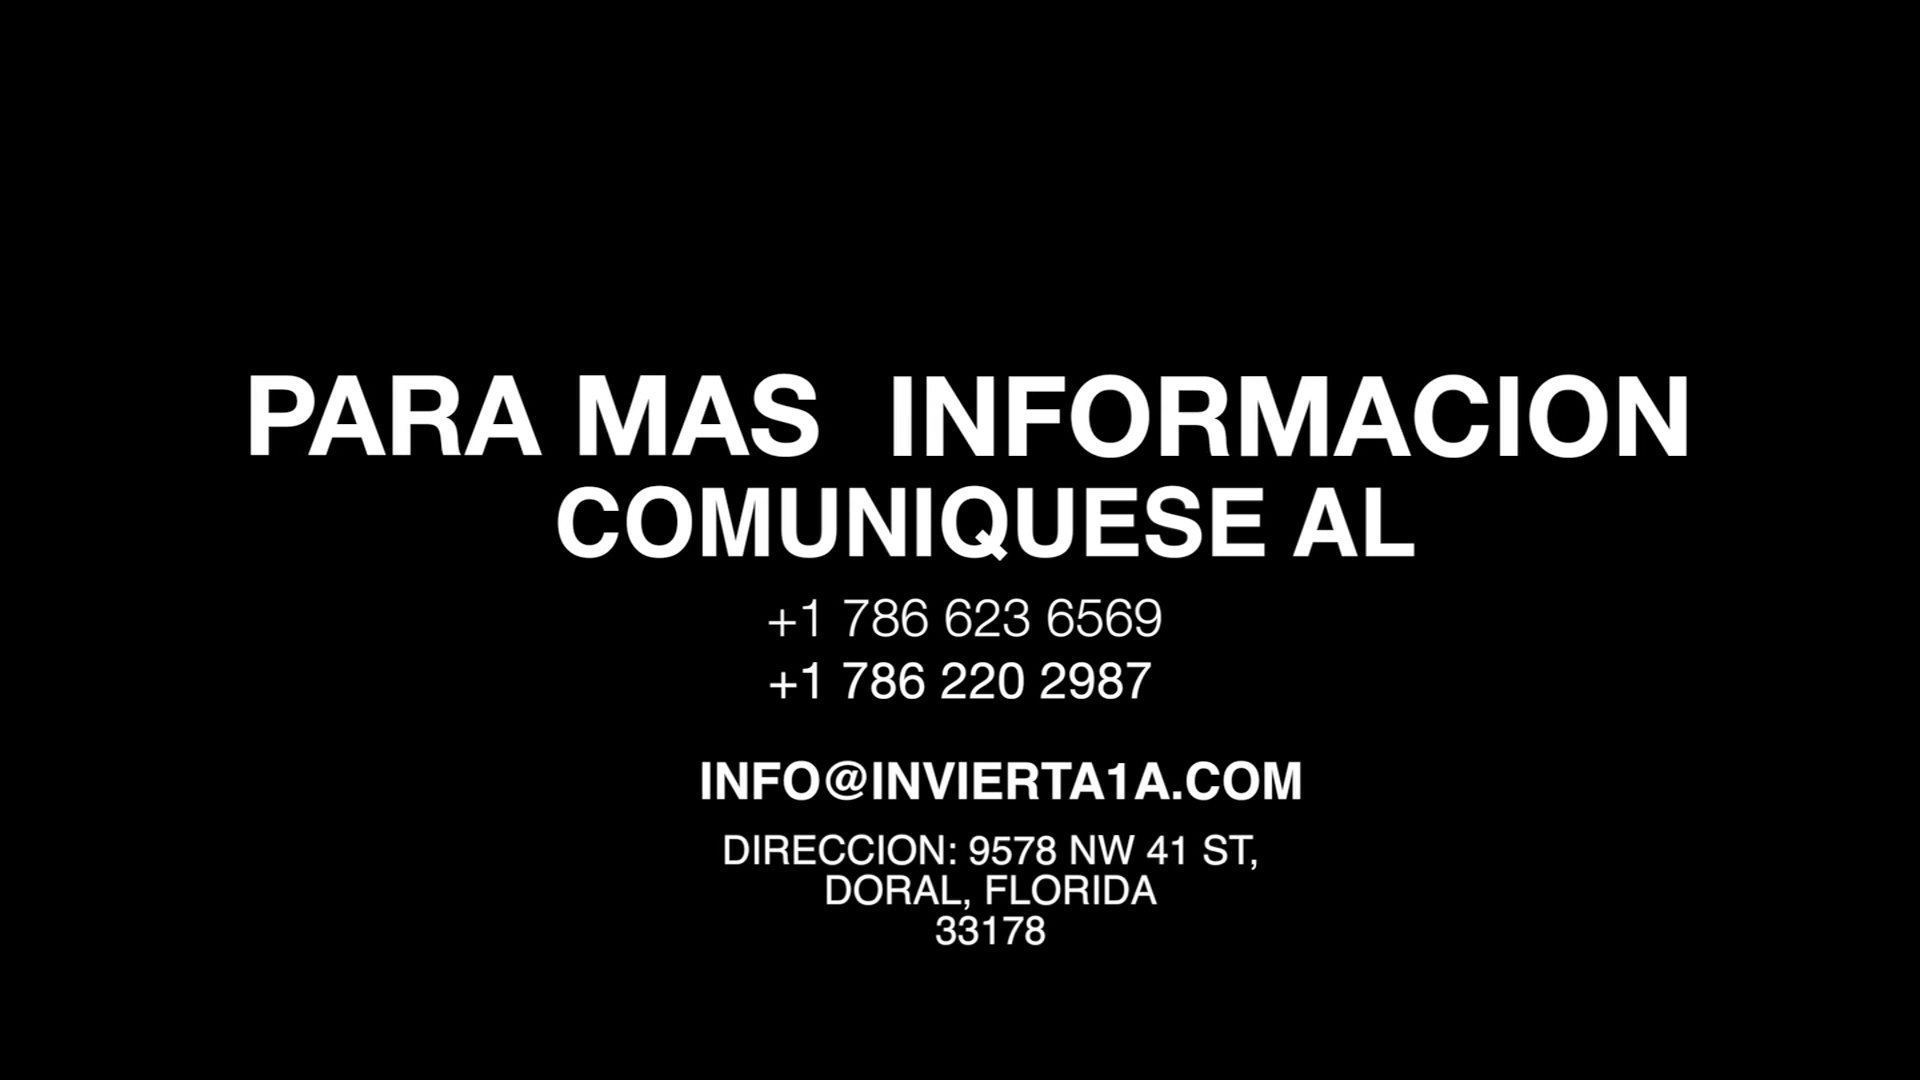 PARA MAS  INFORMACION
COMUNIQUESE AL
+1 786 623 6569
+1 786 220 2987
INFO@INVIERTA1A.COM
DIRECCION: 9578 NW 41 ST,
DORAL, FLORIDA
33178